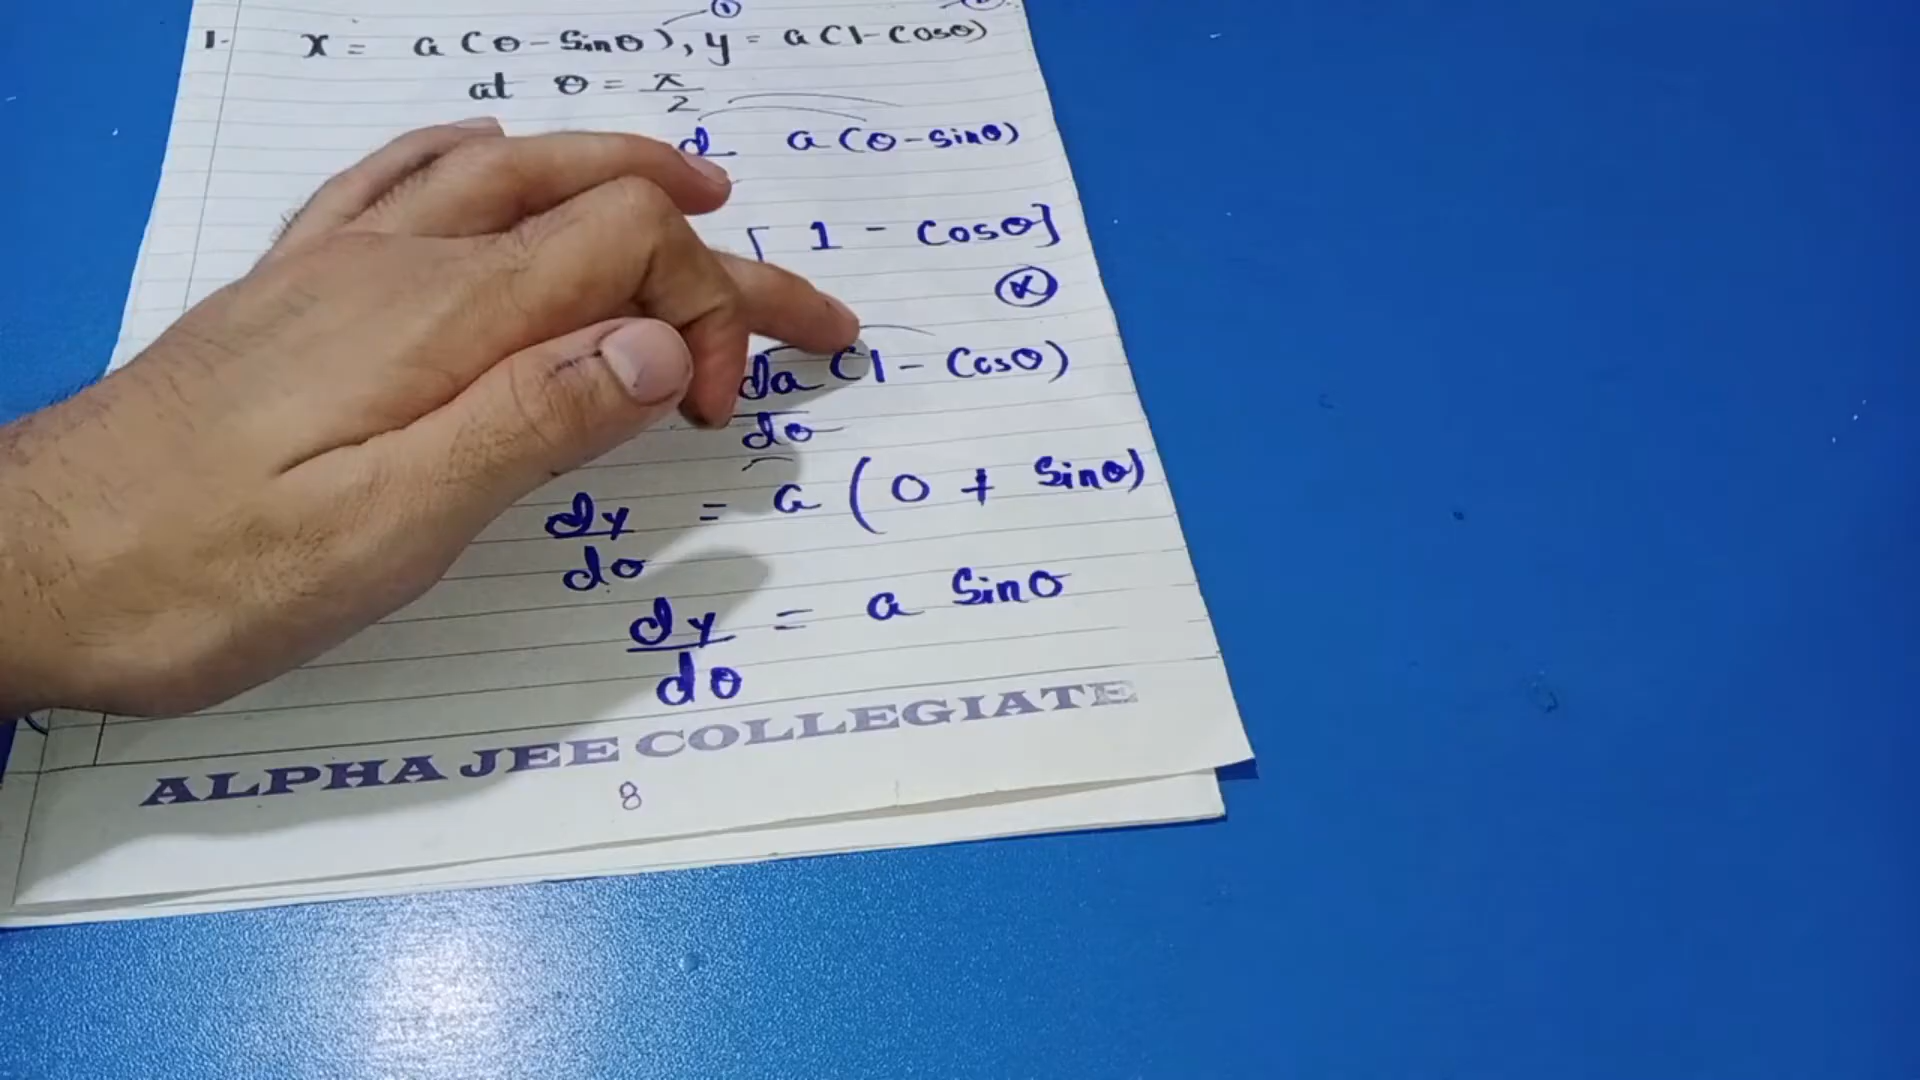 1- x = a (θ - Sinθ), y = a (1 - Cosθ)
at θ = π/2
d a (θ - Sinθ)
[ 1 - Cosθ]
da (1 - Cosθ)
dθ
dy/dθ = a (0 + Sinθ)
dy/dθ = a Sinθ
ALPHA JEE COLLEGIATE
8